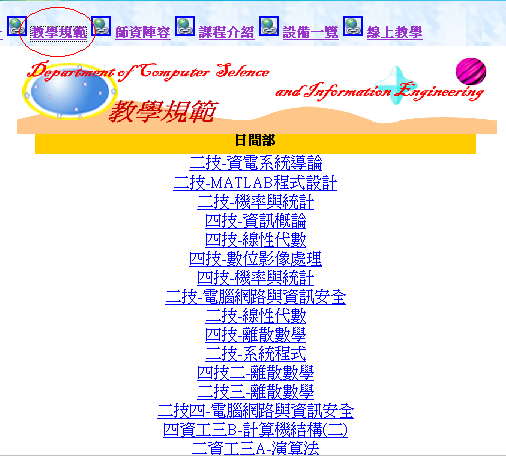 教學規範 師資陣容 課程介紹 設備一覽 線上教學
Department of Computer Selence
and Information Engineering
教學規範
日間部
二技-資電系統導論
二技-MATLAB程式設計
二技-機率與統計
四技-資訊概論
四技-線性代數
四技-數位影像處理
四技-機率與統計
二技-電腦網路與資訊安全
二技-線性代數
四技-離散數學
二技-系統程式
四技二-離散數學
二技三-離散數學
二技四-電腦網路與資訊安全
四資工三B-計算機結構(二)
二資工三A-演算法